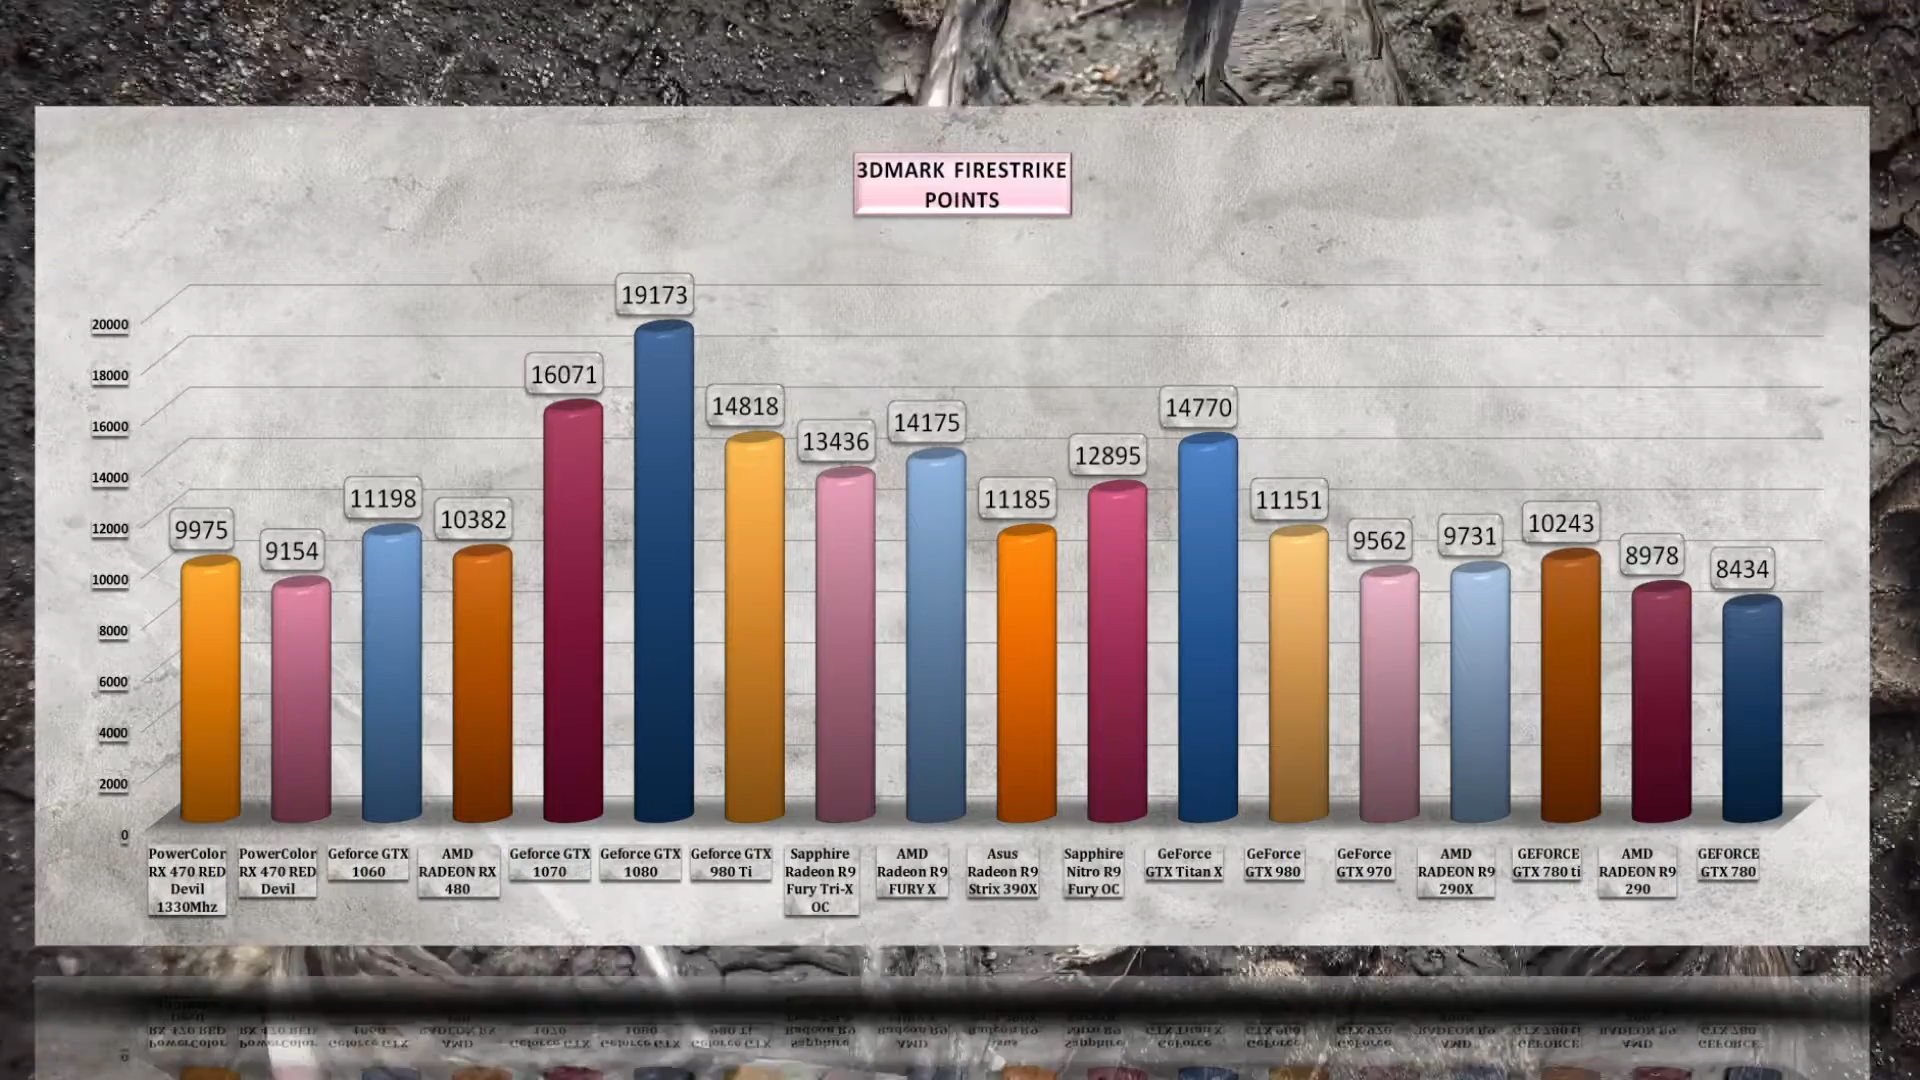 3DMARK FIRESTRIKE
POINTS
20000
18000
16000
14000
12000
10000
8000
6000
4000
2000
0
9975
9154
11198
10382
16071
19173
14818
13436
14175
11185
12895
14770
11151
9562
9731
10243
8978
8434
PowerColor
RX 470 RED
Devil
1330Mhz
PowerColor
RX 470 RED
Devil
Geforce GTX
1060
AMD
RADEON RX
480
Geforce GTX
1070
Geforce GTX
1080
Geforce GTX
980 Ti
Sapphire
Radeon R9
Fury Tri-X
OC
AMD
Radeon R9
FURY X
Asus
Radeon R9
Strix 390X
Sapphire
Nitro R9
Fury OC
GeForce
GTX Titan X
GeForce
GTX 980
GeForce
GTX 970
AMD
RADEON R9
290X
GEFORCE
GTX 780 ti
AMD
RADEON R9
290
GEFORCE
GTX 780